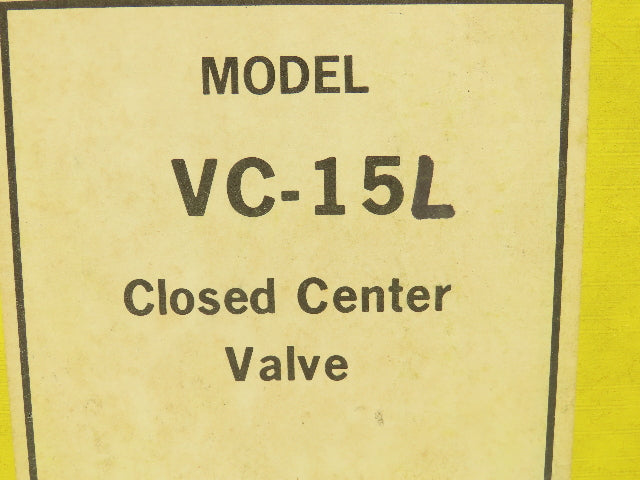 MODEL
VC-15L
Closed Center
Valve